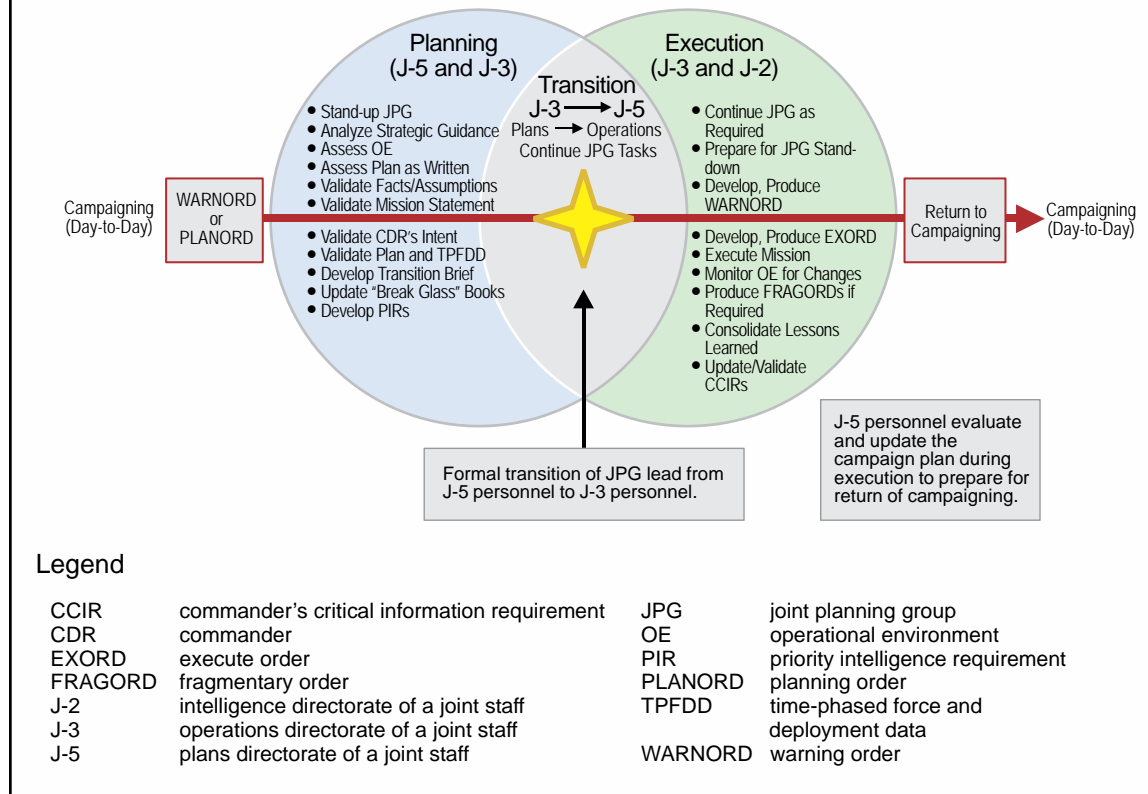 Planning
(J-5 and J-3)
Execution
(J-3 and J-2)
Transition
J-3 J-5
Plans Operations
Continue JPG Tasks
• Stand-up JPG
• Analyze Strategic Guidance
• Assess OE
• Assess Plan as Written
• Validate Facts/Assumptions
• Validate Mission Statement
• Validate CDR's Intent
• Validate Plan and TPFDD
• Develop Transition Brief
• Update "Break Glass" Books
• Develop PIRs
• Continue JPG as
Required
• Prepare for JPG Stand-
down
• Develop, Produce
WARNORD
• Develop, Produce EXORD
• Execute Mission
• Monitor OE for Changes
• Produce FRAGORDs if
Required
• Consolidate Lessons
Learned
• Update/Validate
CCIRs
Campaigning
(Day-to-Day)
WARNORD
or
PLANORD
Return to
Campaigning
Campaigning
(Day-to-Day)
Formal transition of JPG lead from
J-5 personnel to J-3 personnel.
J-5 personnel evaluate
and update the
campaign plan during
execution to prepare for
return of campaigning.
Legend
CCIR commander's critical information requirement
CDR commander
EXORD execute order
FRAGORD fragmentary order
J-2 intelligence directorate of a joint staff
J-3 operations directorate of a joint staff
J-5 plans directorate of a joint staff
JPG joint planning group
OE operational environment
PIR priority intelligence requirement
PLANORD planning order
TPFDD time-phased force and
deployment data
WARNORD warning order